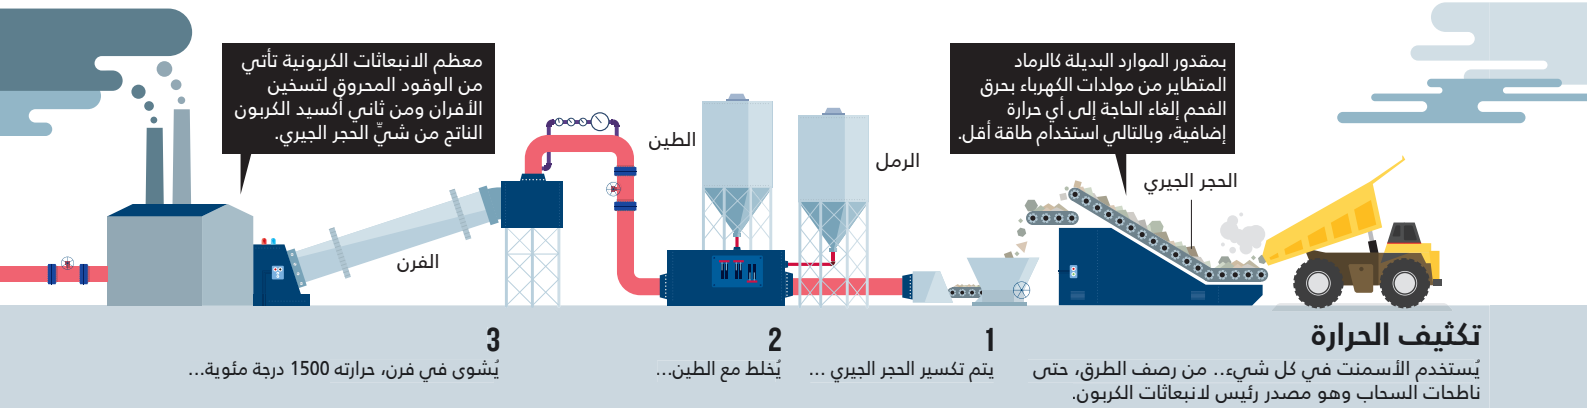 بمقدور الموارد البديلة كالرماد
المتطاير من مولدات الكهرباء بحرق
الفحم إلغاء الحاجة إلى أي حرارة
إضافية، وبالتالي استخدام طاقة أقل.
معظم الانبعاثات الكربونية تأتي
من الوقود المحروق لتسخين
الأفران ومن ثاني أكسيد الكربون
الناتج من شيِّ الحجر الجيري.
الحجر الجيري
الرمل
الطين
الفرن
تكثيف الحرارة
يُستخدم الأسمنت في كل شيء.. من رصف الطرق، حتى
ناطحات السحاب وهو مصدر رئيس لانبعاثات الكربون.
1
يتم تكسير الحجر الجيري ...
2
يُخلط مع الطين...
3
يُشوى في فرن، حرارته 1500 درجة مئوية...